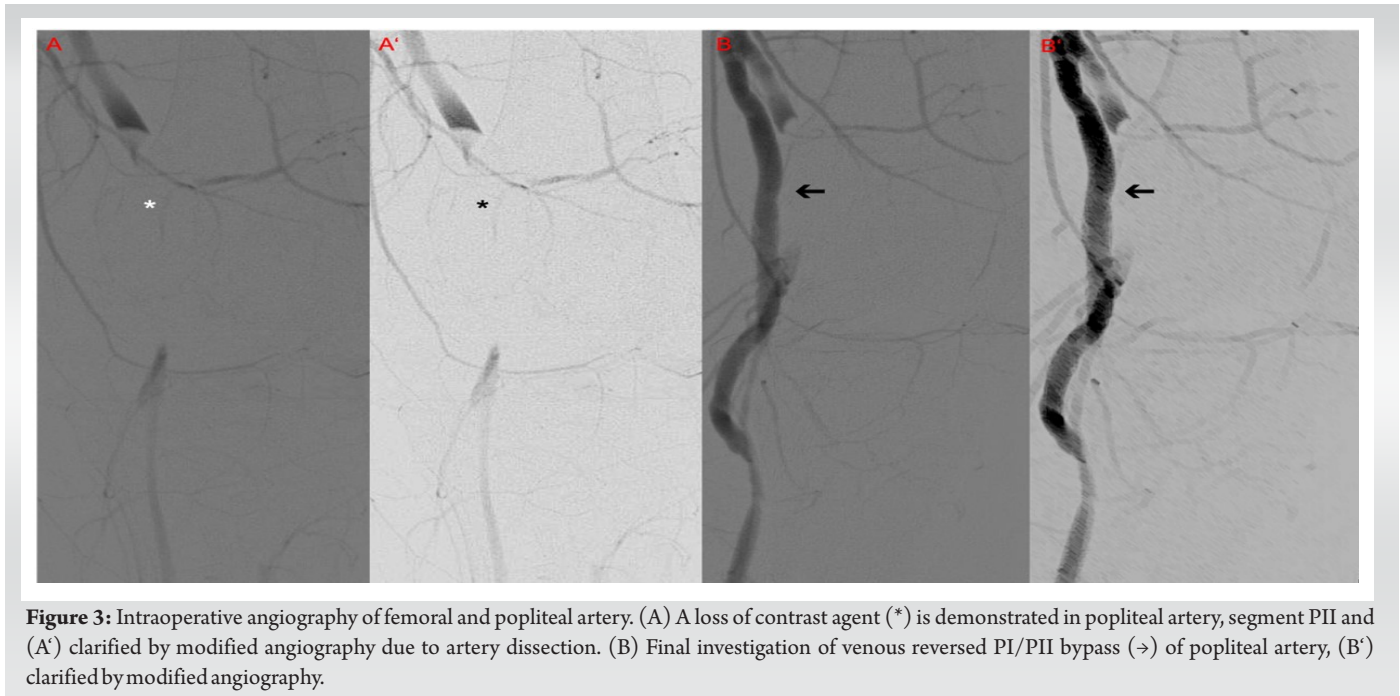 A A‘ B B‘
* *
← ←
Figure 3: Intraoperative angiography of femoral and popliteal artery. (A) A loss of contrast agent (*) is demonstrated in popliteal artery, segment PII and
(A‘) clarified by modified angiography due to artery dissection. (B) Final investigation of venous reversed PI/PII bypass (→) of popliteal artery, (B‘)
clarified by modified angiography.